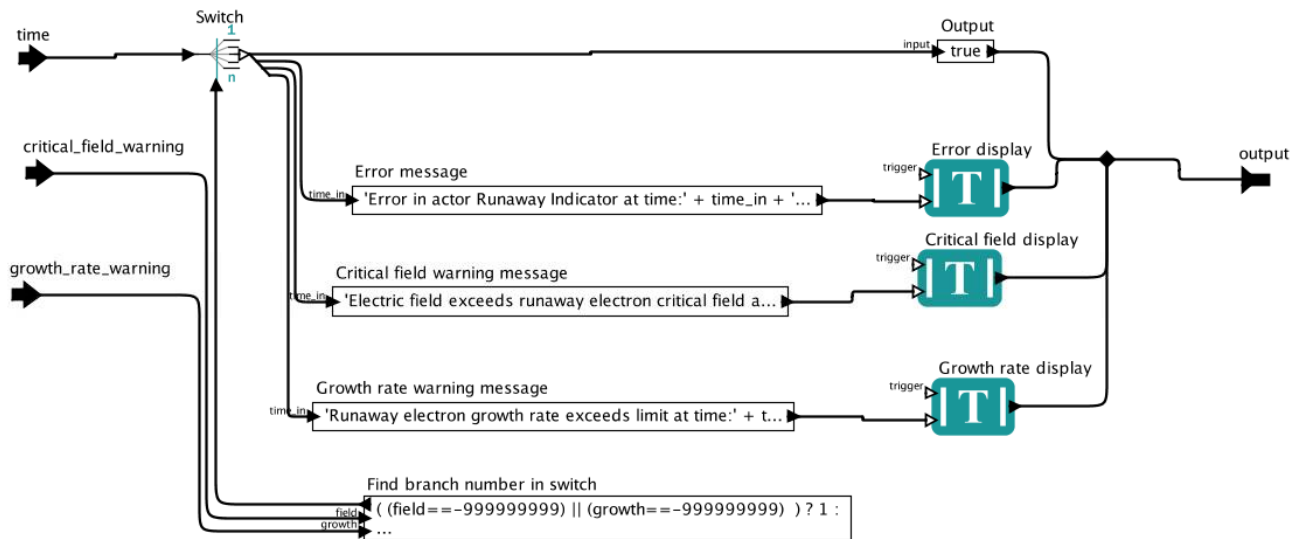 Switch
time
1
n
Output
input
true
critical_field_warning
growth_rate_warning
Error message
time_in
'Error in actor Runaway Indicator at time:' + time_in + '...
Error display
trigger
T
output
Critical field warning message
time_in
'Electric field exceeds runaway electron critical field a...
Critical field display
trigger
T
Growth rate warning message
time_in
'Runaway electron growth rate exceeds limit at time:' + t...
Growth rate display
trigger
T
Find branch number in switch
field
growth
( (field==-999999999) || (growth==-999999999) ) ? 1 :
...